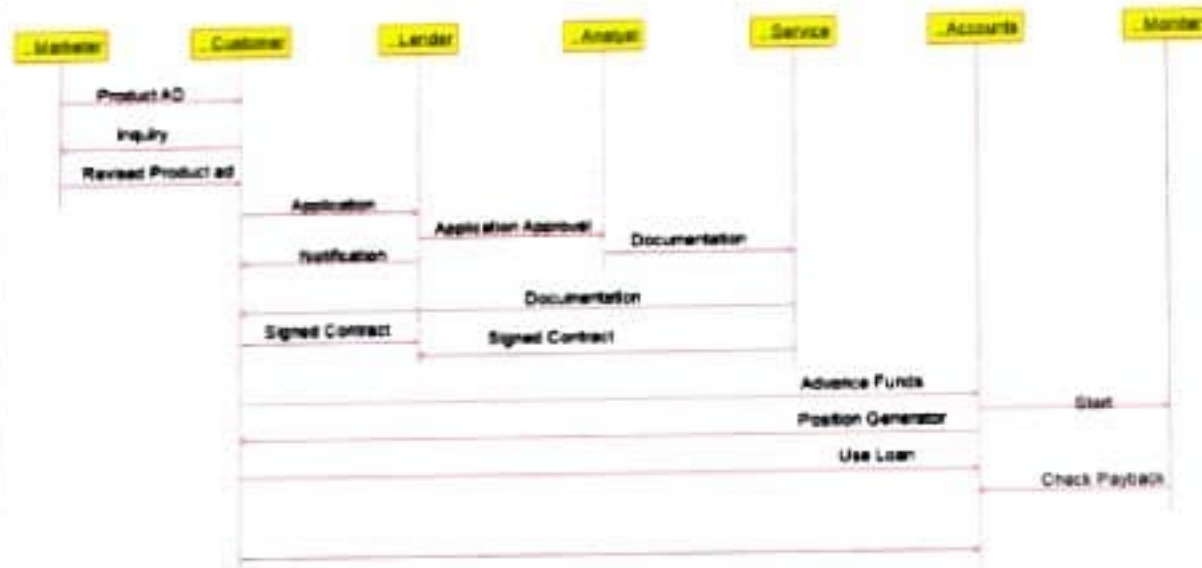 ..Marketer
..Customer
..Lender
..Analyst
..Service
..Accounts
..Monitor
Product AD
Inquiry
Revised Product ad
Application
Application Approval
Documentation
Notification
Documentation
Signed Contract
Signed Contract
Advance Funds
Start
Position Generator
Use Loan
Check Payback